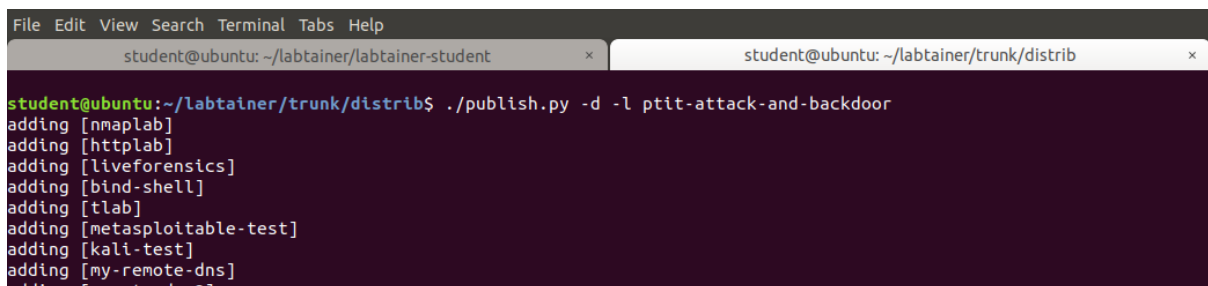 File Edit View Search Terminal Tabs Help
student@ubuntu: ~/labtainer/labtainer-student × student@ubuntu: ~/labtainer/trunk/distrib ×
student@ubuntu:~/labtainer/trunk/distrib$ ./publish.py -d -l ptit-attack-and-backdoor
adding [nmaplab]
adding [httplab]
adding [liveforensics]
adding [bind-shell]
adding [tlab]
adding [metasploitable-test]
adding [kali-test]
adding [my-remote-dns]